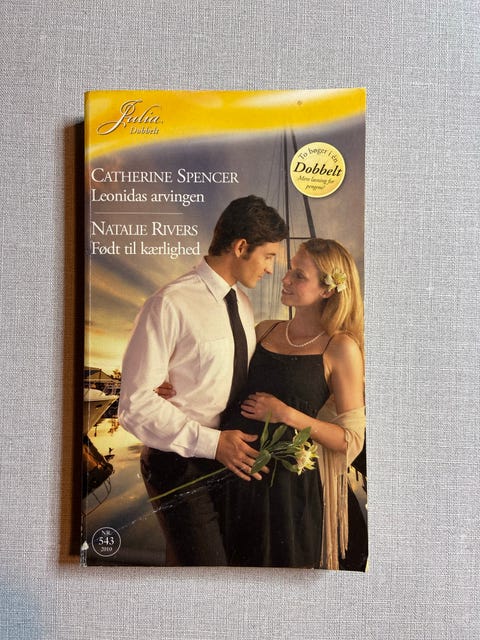 Julia
Dobbelt
CATHERINE SPENCER
Leonidas arvingen
NATALIE RIVERS
Født til kærlighed
To bøger i én
Dobbelt
Mere læsning for
pengene!
NR.
543
2010